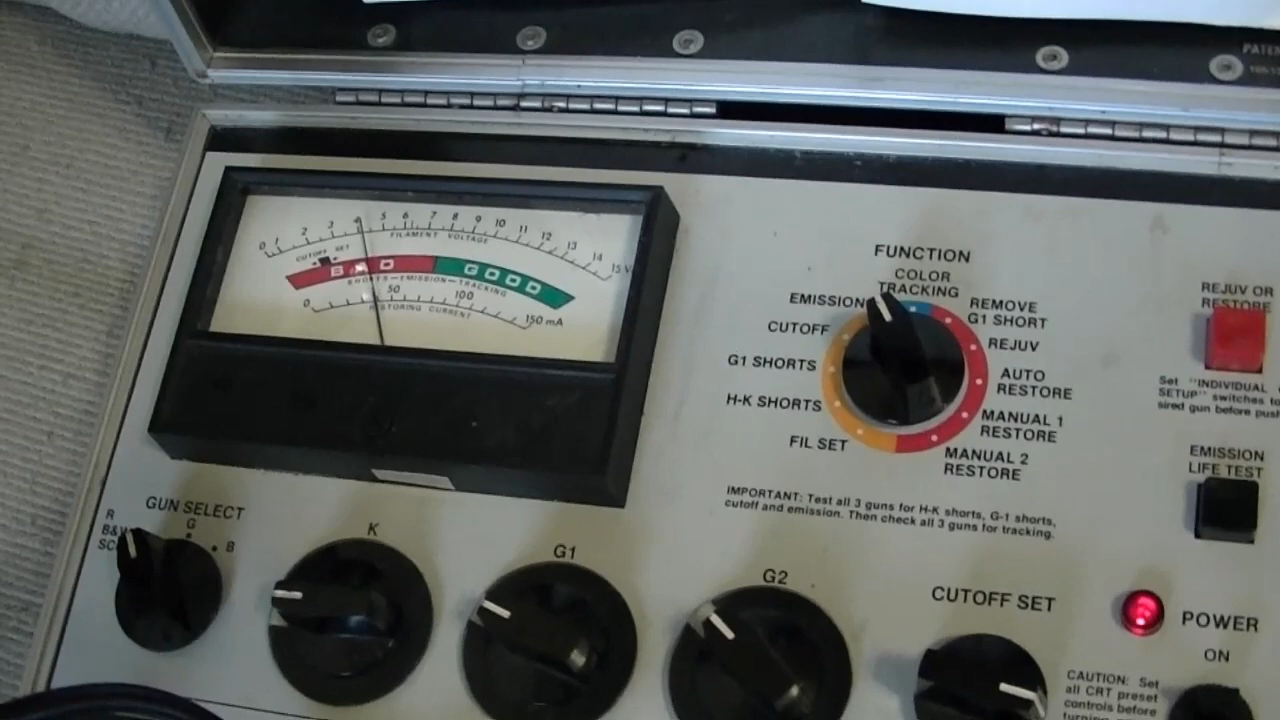 PATEN
0 2 3 4 5 6 7 8 9 10 11 12 13 14 15 V
FILAMENT VOLTAGE
CUTOFF SET
BAD GOOD
SHORTS—EMISSION—TRACKING
0 50 100 150 mA
RESTORING CURRENT
FUNCTION
COLOR
TRACKING
EMISSION
CUTOFF
G1 SHORTS
H-K SHORTS
FIL SET
REMOVE
G1 SHORT
REJUV
AUTO
RESTORE
MANUAL 1
RESTORE
MANUAL 2
RESTORE
IMPORTANT: Test all 3 guns for H-K shorts, G-1 shorts,
cutoff and emission. Then check all 3 guns for tracking.
REJUV OR
RESTORE
Set "INDIVIDUAL
SETUP" switches to
sired gun before push
EMISSION
LIFE TEST
GUN SELECT
R
B&W
SC
G
B
K
G1
G2
CUTOFF SET
POWER
ON
CAUTION: Set
all CRT preset
controls before